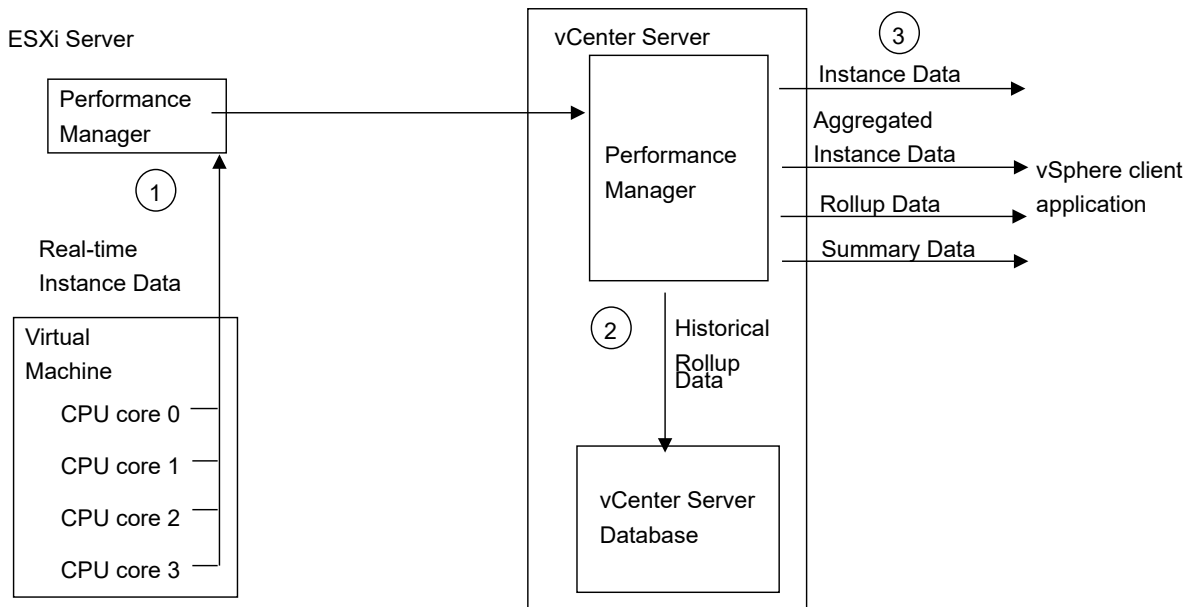 ESXi Server
Performance
Manager
1
Real-time
Instance Data
Virtual
Machine
CPU core 0
CPU core 1
CPU core 2
CPU core 3
vCenter Server
Performance
Manager
2
Historical
Rollup
Data
vCenter Server
Database
3
Instance Data
Aggregated
Instance Data
Rollup Data
Summary Data
vSphere client
application